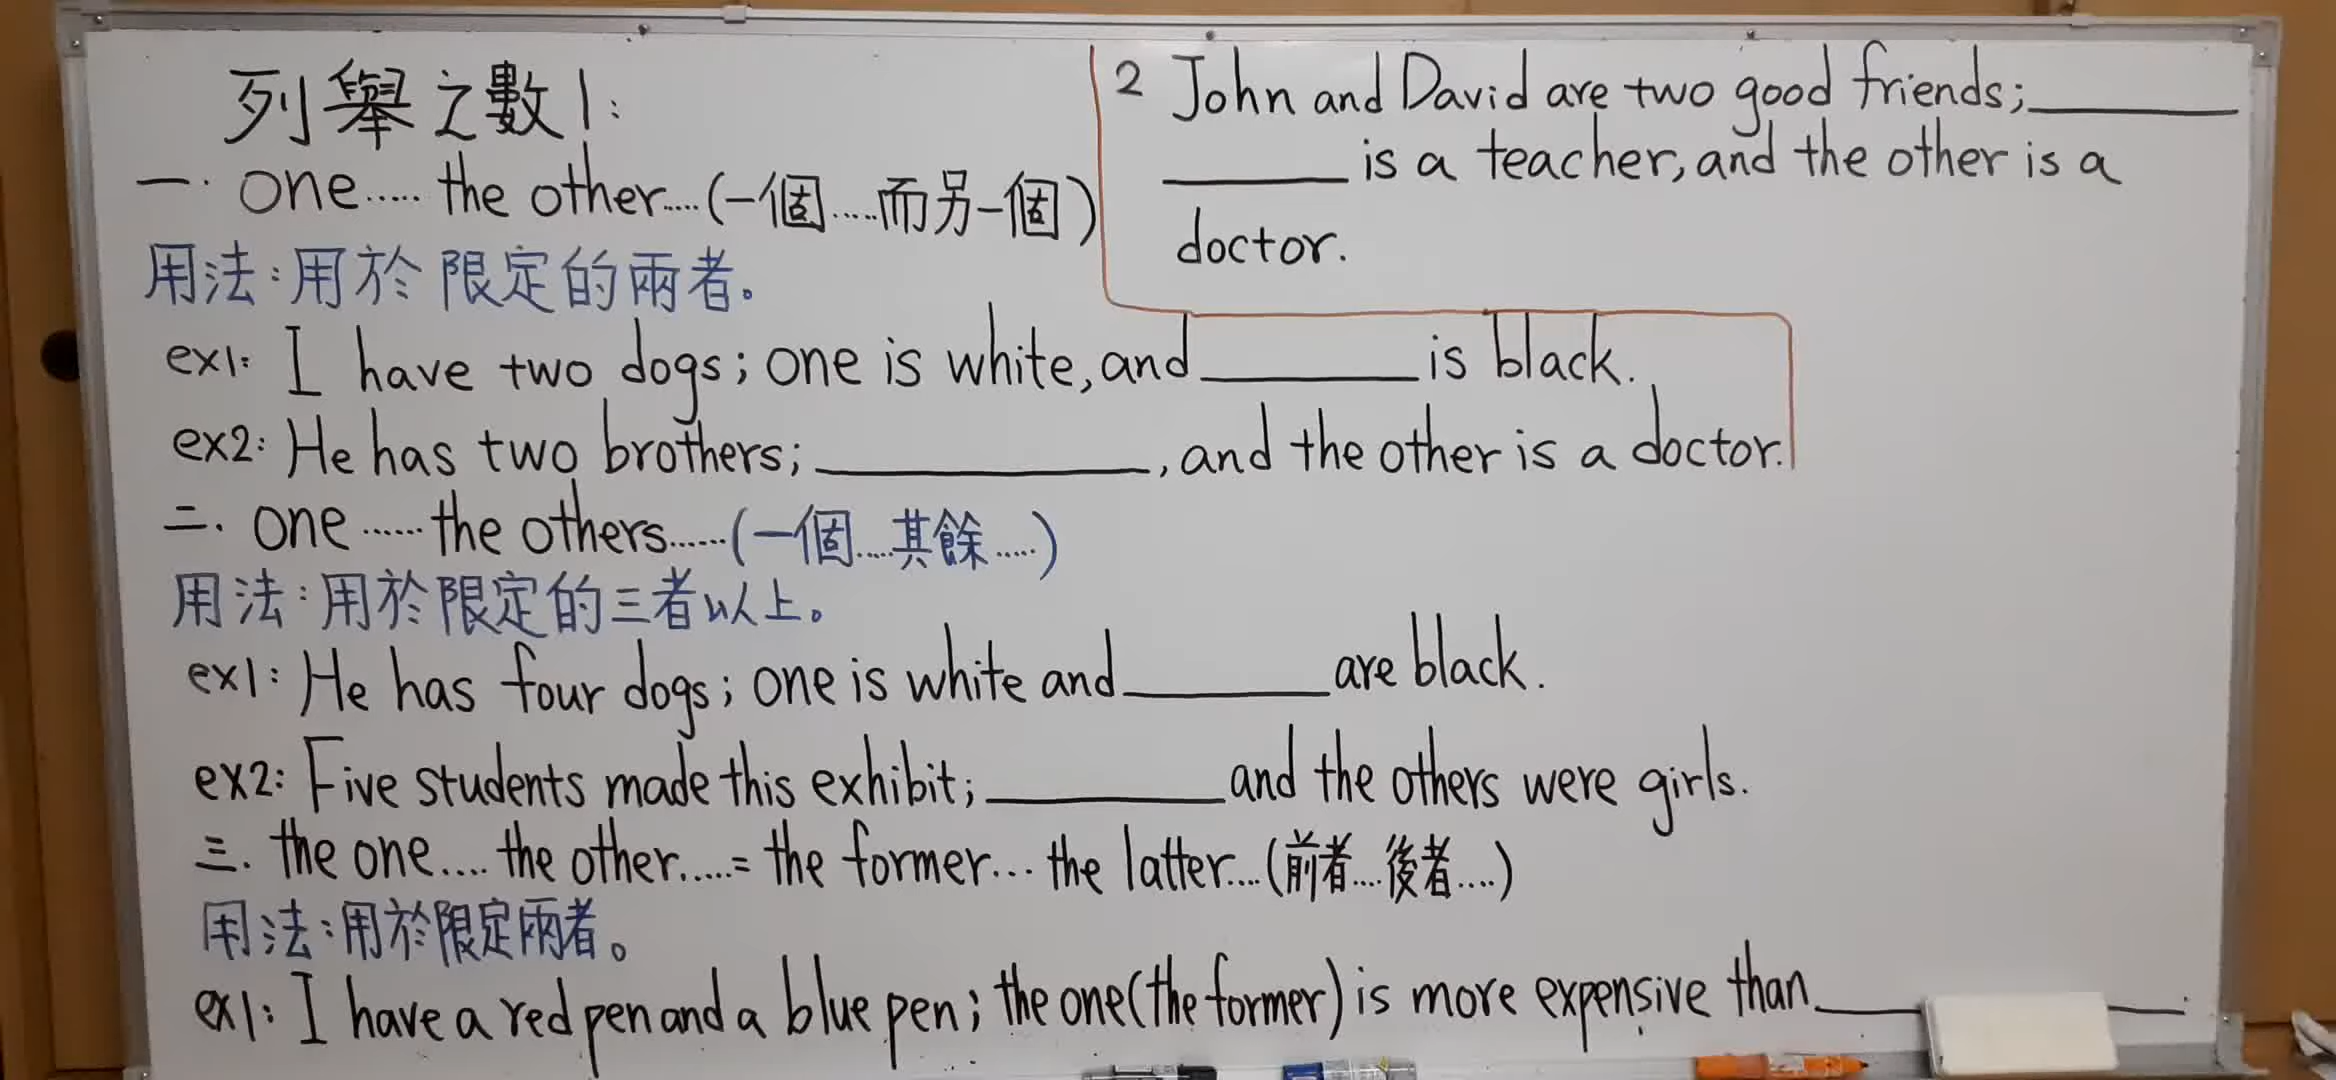 列舉之數1:
一. one..... the other.....(一個.....而另一個)
用法:用於限定的兩者。
ex1: I have two dogs; one is white, and ________ is black.
ex2: He has two brothers; ____________, and the other is a doctor.
二. one ...... the others......(一個.....其餘.....)
用法:用於限定的三者以上。
ex1: He has four dogs; one is white and ________ are black.
ex2: Five students made this exhibit; _________ and the others were girls.
三. the one.... the other.....= the former... the latter....(前者....後者....)
用法:用於限定兩者。
ex1: I have a red pen and a blue pen; the one(the former) is more expensive than ____________.
2 John and David are two good friends; ________
_______ is a teacher, and the other is a
doctor.